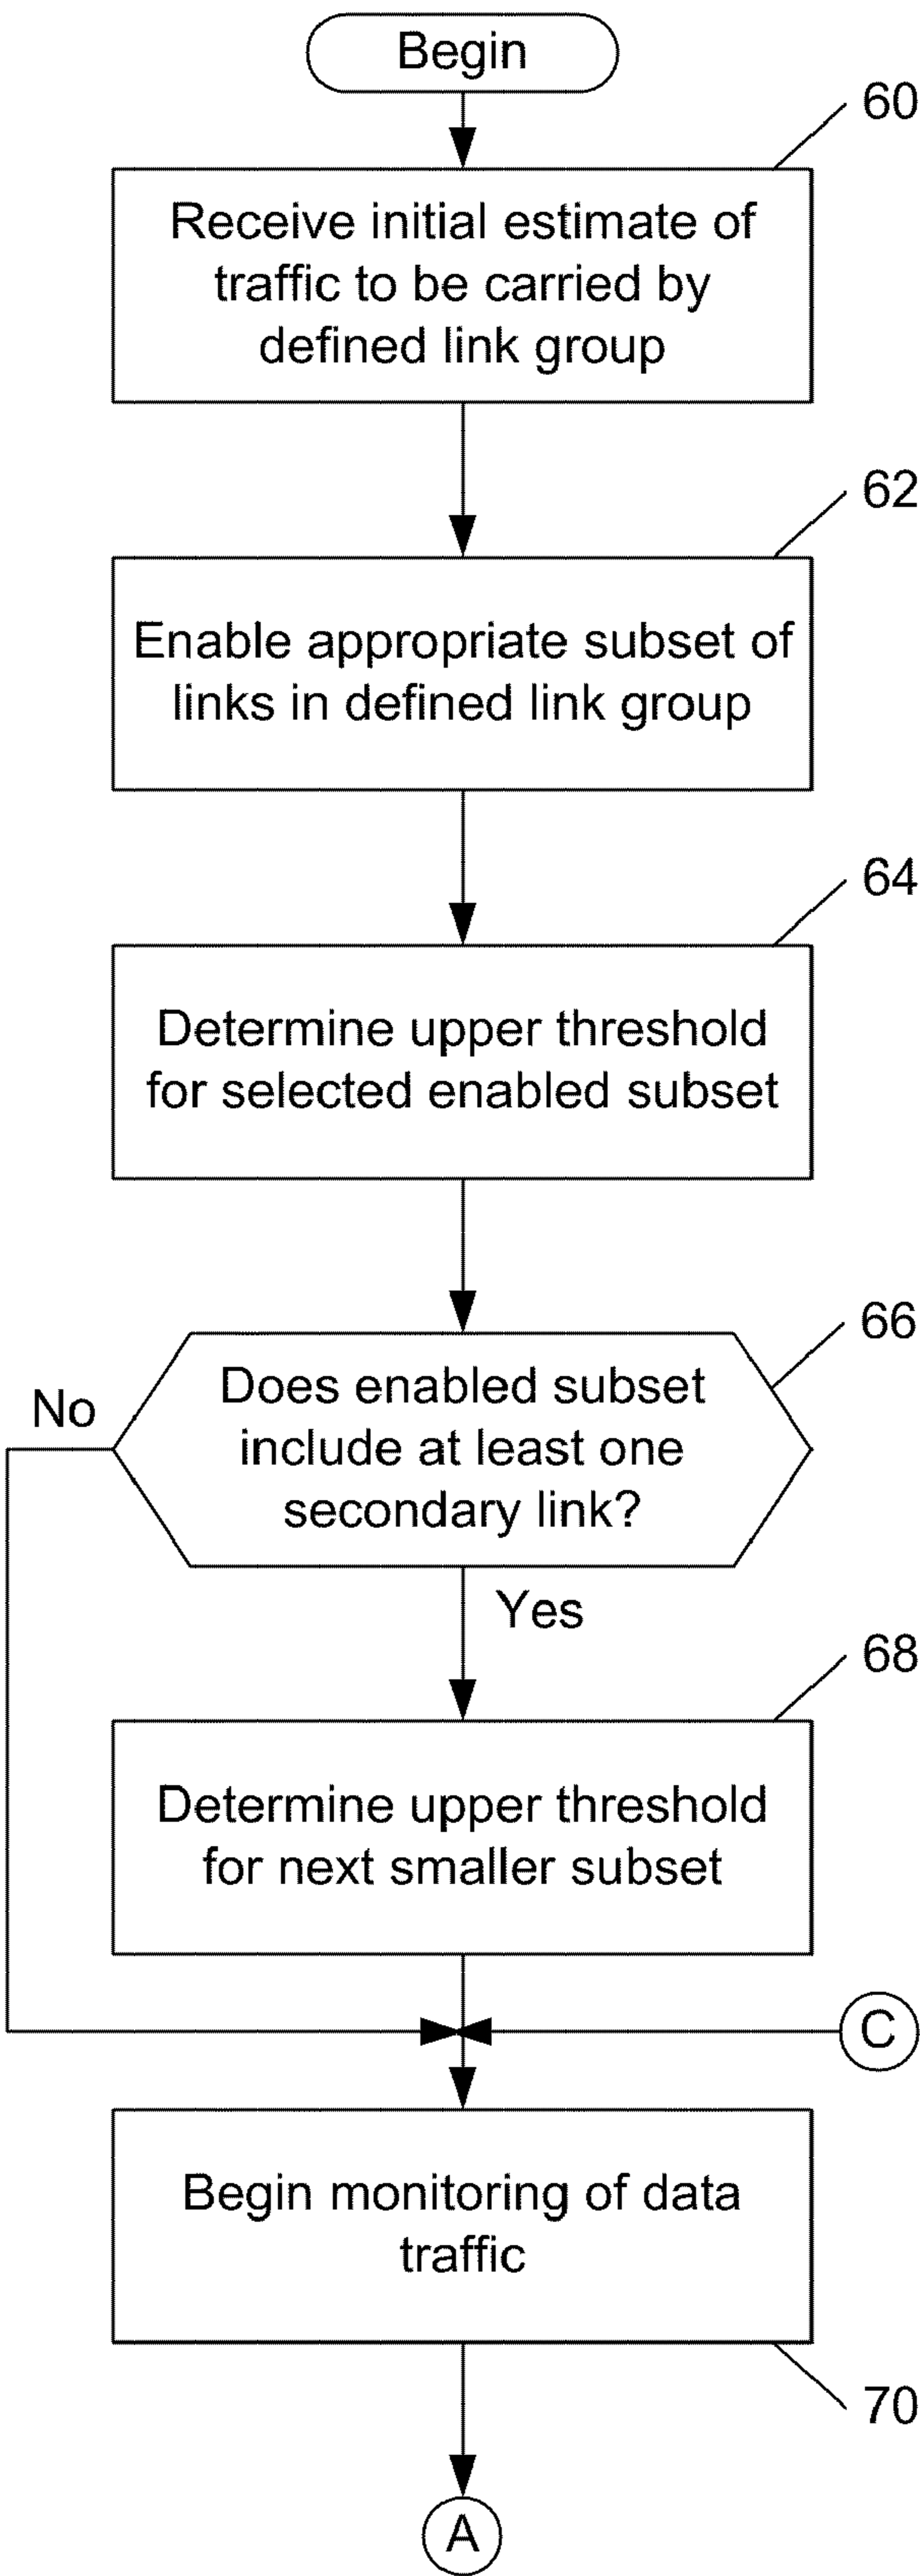 Begin
60
Receive initial estimate of
traffic to be carried by
defined link group
62
Enable appropriate subset of
links in defined link group
64
Determine upper threshold
for selected enabled subset
66
Does enabled subset
include at least one
secondary link?
No
Yes
68
Determine upper threshold
for next smaller subset
C
Begin monitoring of data
traffic
70
A